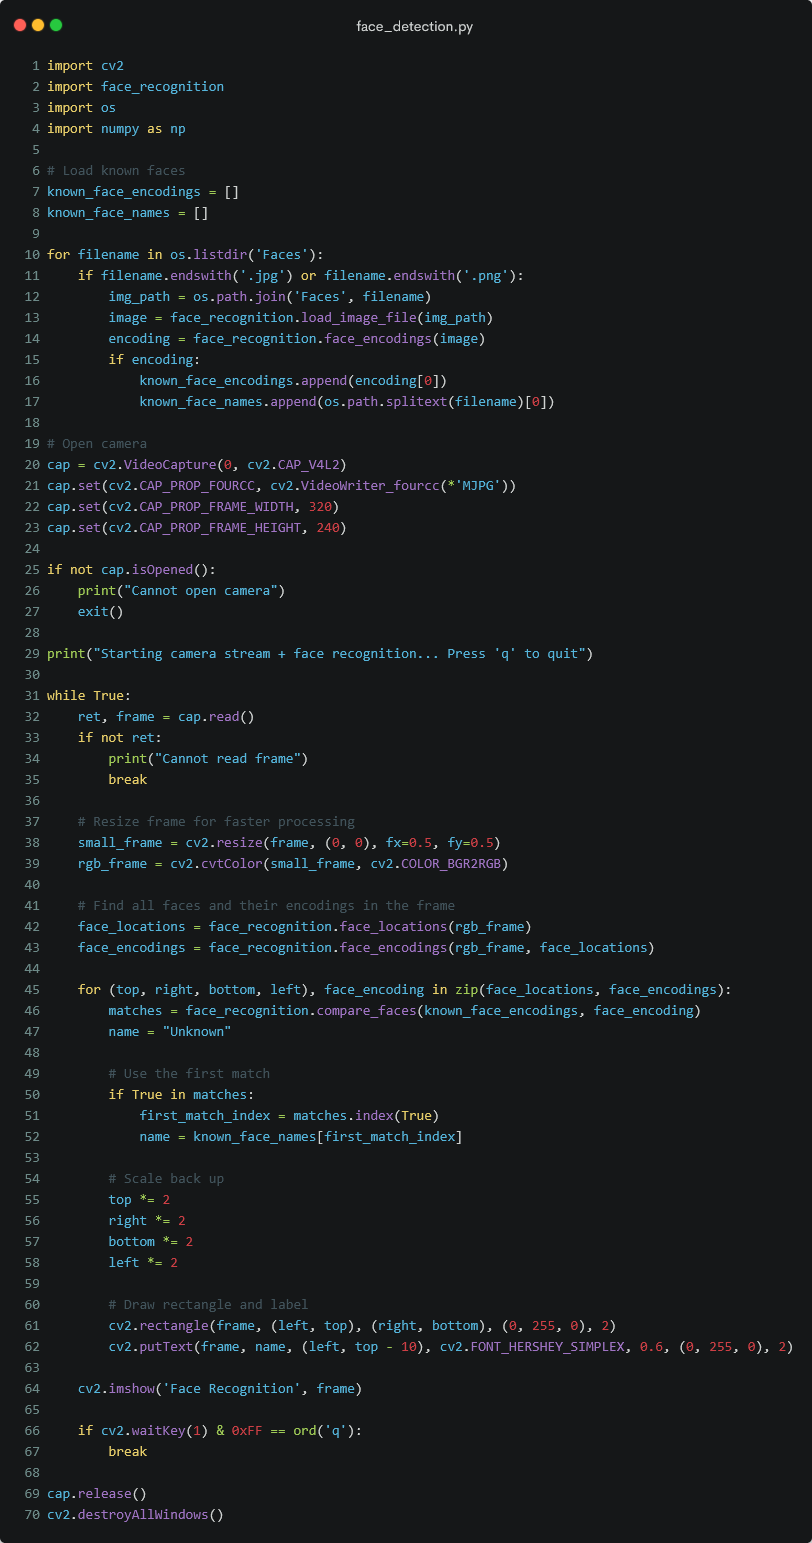 face_detection.py
1 import cv2
2 import face_recognition
3 import os
4 import numpy as np
5
6 # Load known faces
7 known_face_encodings = []
8 known_face_names = []
9
10 for filename in os.listdir('Faces'):
11     if filename.endswith('.jpg') or filename.endswith('.png'):
12         img_path = os.path.join('Faces', filename)
13         image = face_recognition.load_image_file(img_path)
14         encoding = face_recognition.face_encodings(image)
15         if encoding:
16             known_face_encodings.append(encoding[0])
17             known_face_names.append(os.path.splitext(filename)[0])
18
19 # Open camera
20 cap = cv2.VideoCapture(0, cv2.CAP_V4L2)
21 cap.set(cv2.CAP_PROP_FOURCC, cv2.VideoWriter_fourcc(*'MJPG'))
22 cap.set(cv2.CAP_PROP_FRAME_WIDTH, 320)
23 cap.set(cv2.CAP_PROP_FRAME_HEIGHT, 240)
24
25 if not cap.isOpened():
26     print("Cannot open camera")
27     exit()
28
29 print("Starting camera stream + face recognition... Press 'q' to quit")
30
31 while True:
32     ret, frame = cap.read()
33     if not ret:
34         print("Cannot read frame")
35         break
36
37     # Resize frame for faster processing
38     small_frame = cv2.resize(frame, (0, 0), fx=0.5, fy=0.5)
39     rgb_frame = cv2.cvtColor(small_frame, cv2.COLOR_BGR2RGB)
40
41     # Find all faces and their encodings in the frame
42     face_locations = face_recognition.face_locations(rgb_frame)
43     face_encodings = face_recognition.face_encodings(rgb_frame, face_locations)
44
45     for (top, right, bottom, left), face_encoding in zip(face_locations, face_encodings):
46         matches = face_recognition.compare_faces(known_face_encodings, face_encoding)
47         name = "Unknown"
48
49         # Use the first match
50         if True in matches:
51             first_match_index = matches.index(True)
52             name = known_face_names[first_match_index]
53
54         # Scale back up
55         top *= 2
56         right *= 2
57         bottom *= 2
58         left *= 2
59
60         # Draw rectangle and label
61         cv2.rectangle(frame, (left, top), (right, bottom), (0, 255, 0), 2)
62         cv2.putText(frame, name, (left, top - 10), cv2.FONT_HERSHEY_SIMPLEX, 0.6, (0, 255, 0), 2)
63
64     cv2.imshow('Face Recognition', frame)
65
66     if cv2.waitKey(1) & 0xFF == ord('q'):
67         break
68
69 cap.release()
70 cv2.destroyAllWindows()